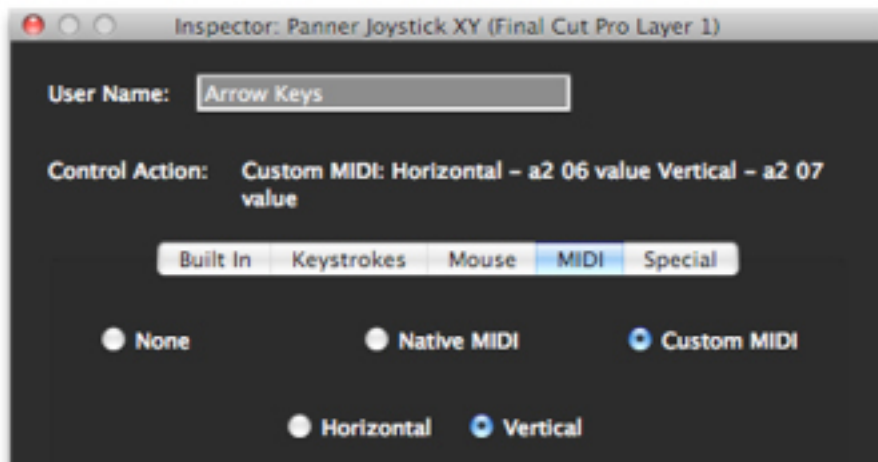 Inspector: Panner Joystick XY (Final Cut Pro Layer 1)
User Name: Arrow Keys
Control Action: Custom MIDI: Horizontal – a2 06 value Vertical – a2 07
value
Built In Keystrokes Mouse MIDI Special
None Native MIDI Custom MIDI
Horizontal Vertical